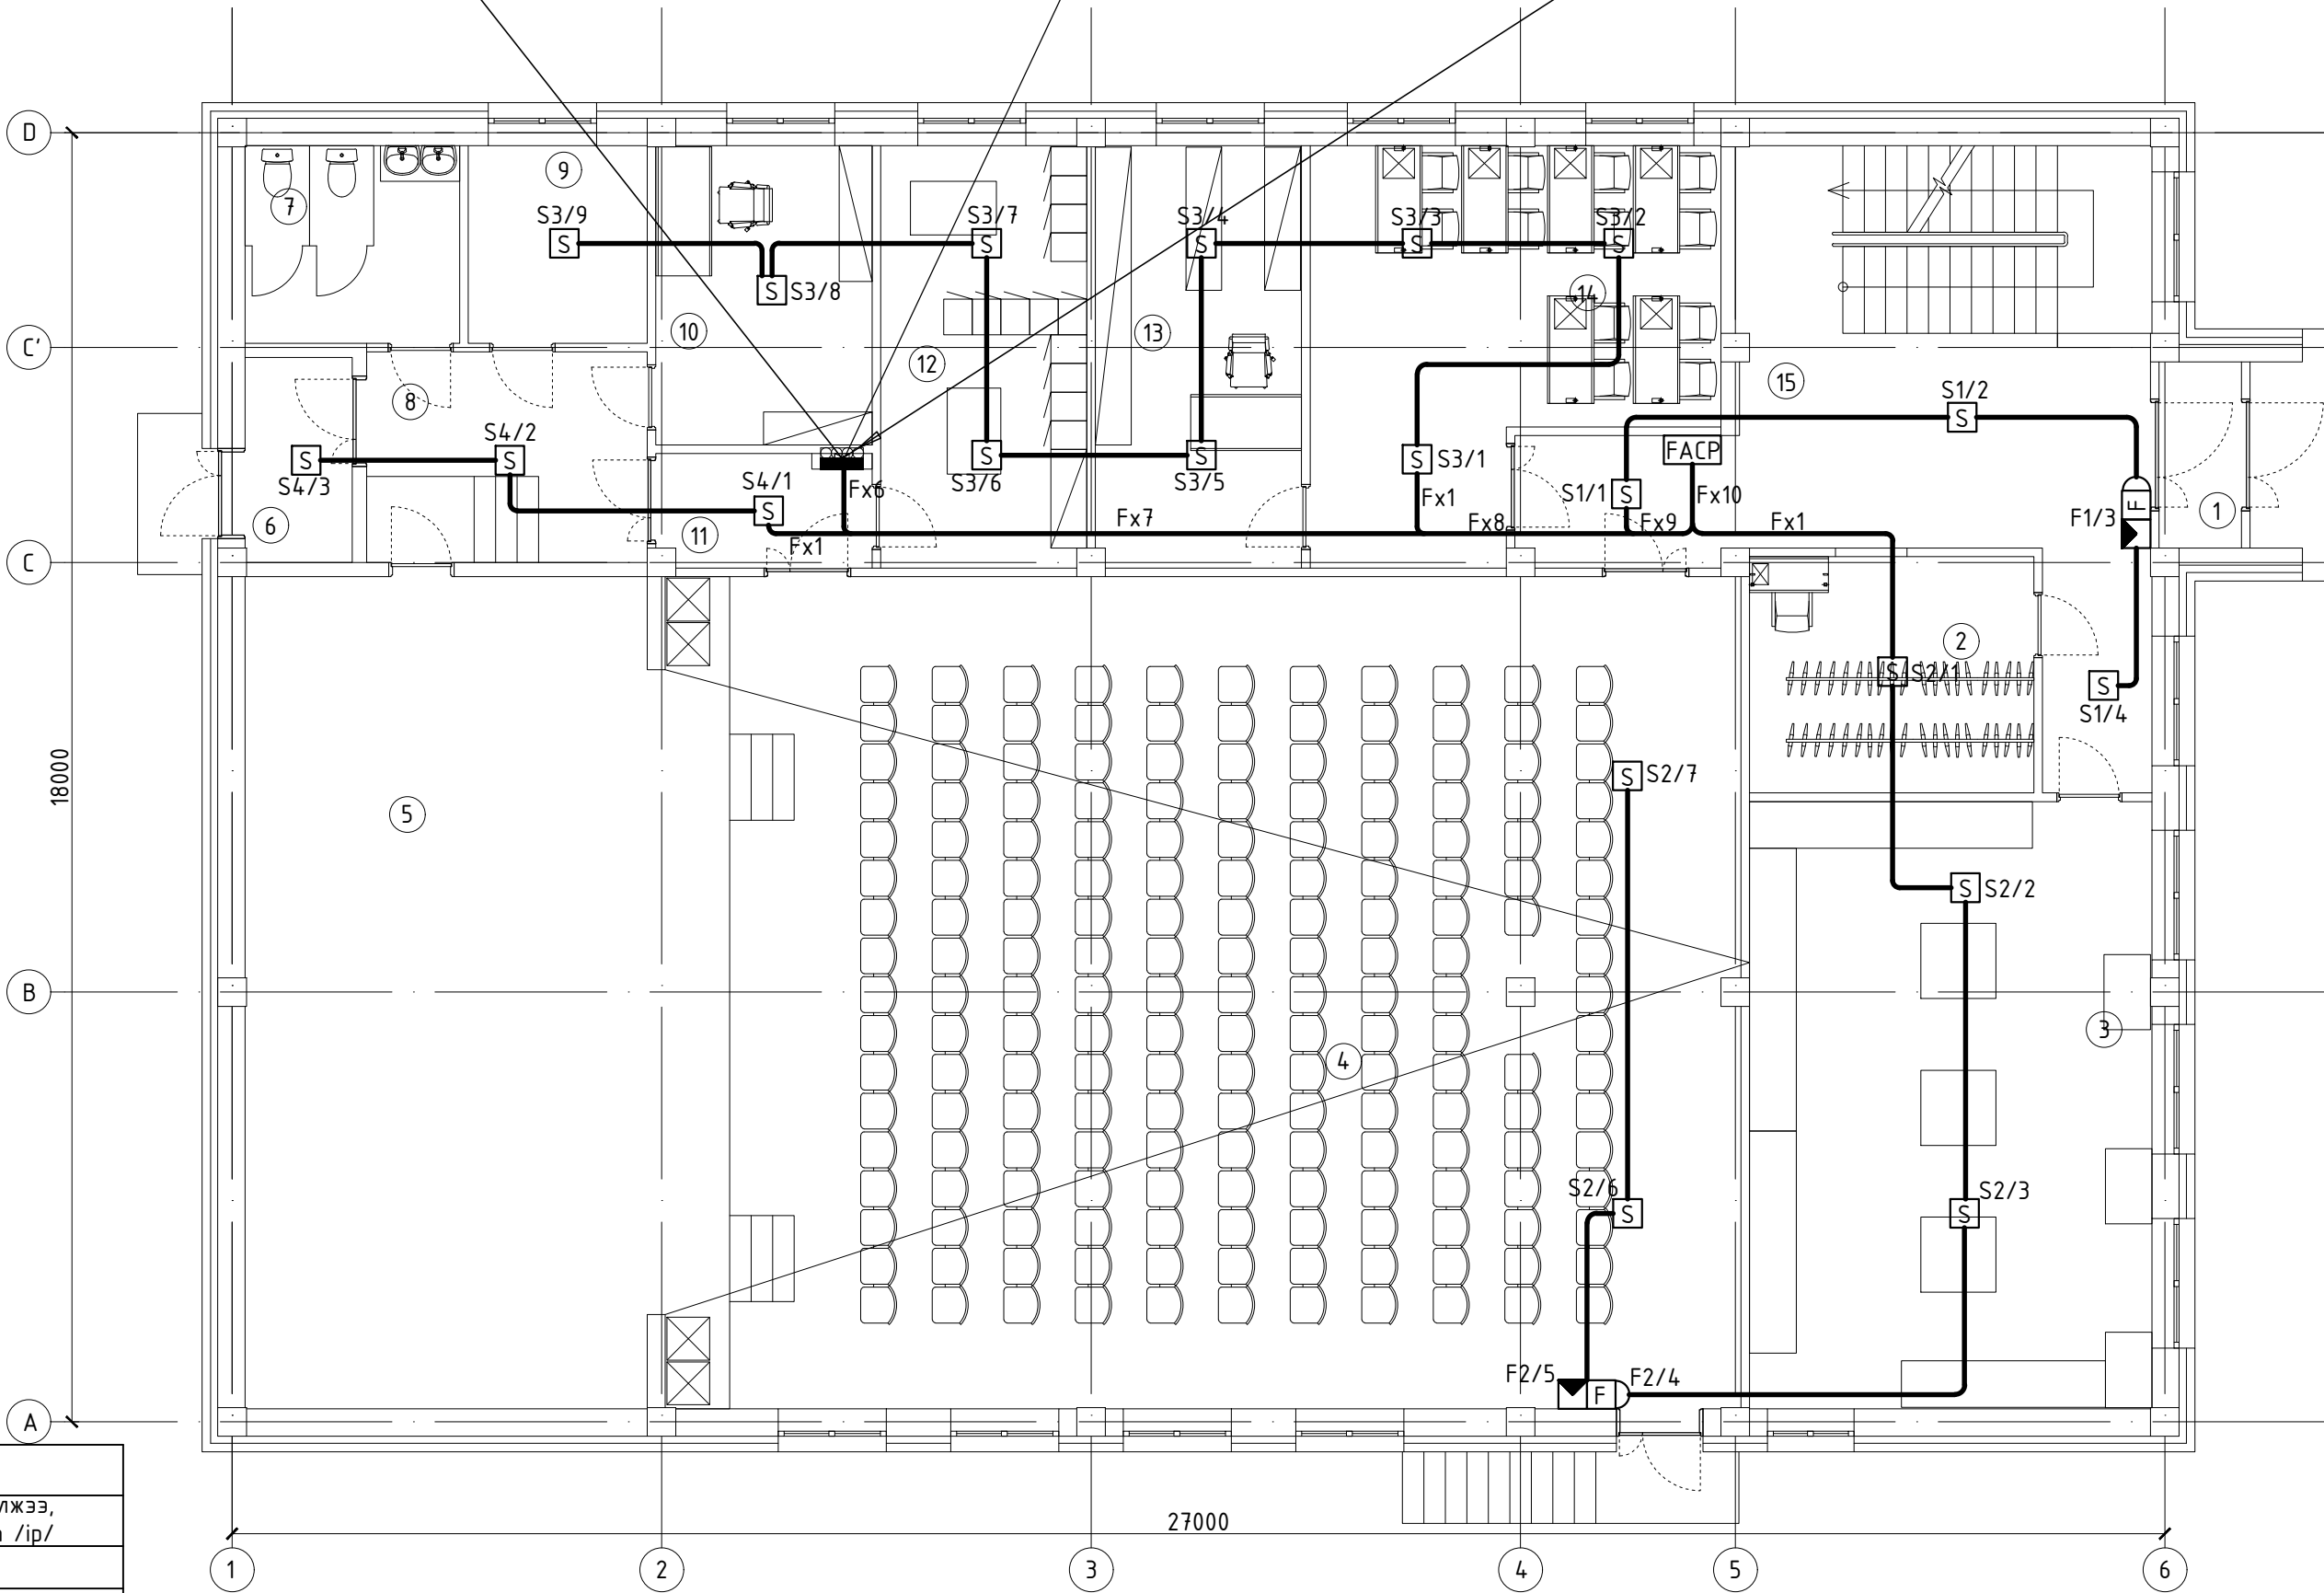 D
7
9
S3/9
S
S3/8
S
S3/7
S
S3/4
S
S3/3
S
S3/2
S
14
C'
8
10
12
13
15
S1/2
S
S4/3
S
S4/2
S
S4/1
S
Fx6
S3/6
S
S3/5
S
S3/1
S
Fx1
S1/1
S
FACP
Fx10
F1/3
F
1
6
11
Fx1
Fx7
Fx8
Fx9
Fx1
C
2
S2/1
S
S1/4
S
18000
5
S2/7
S
S2/2
S
B
3
4
S2/6
S
S2/3
S
F2/5
F
F2/4
A
лжээ,
/ip/
27000
1
2
3
4
5
6